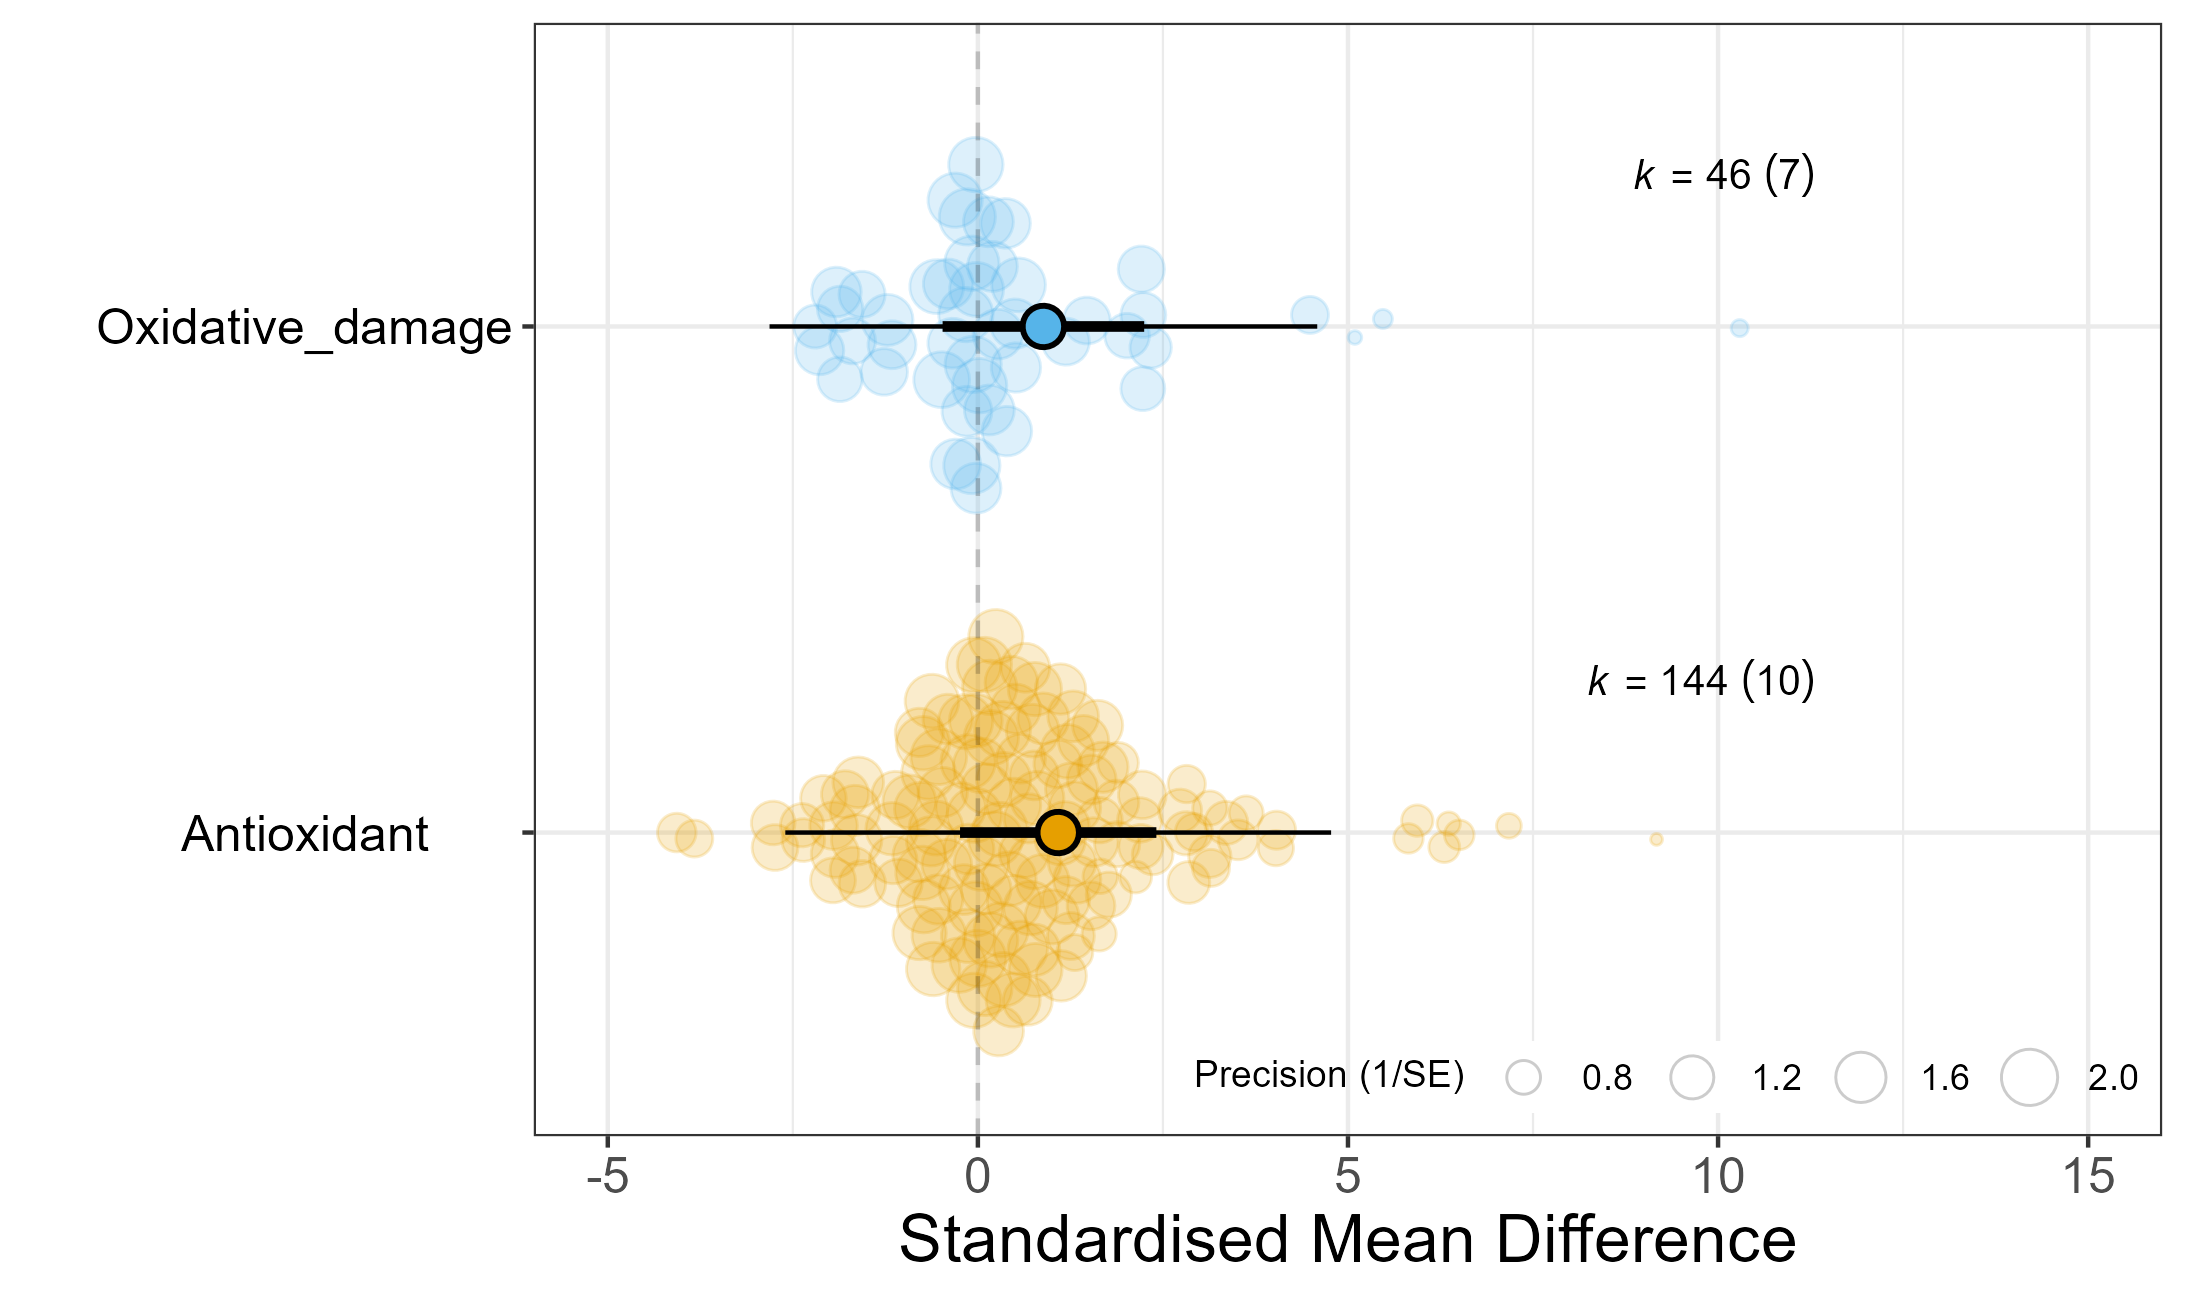 k = 46 (7)
Oxidative_damage
k = 144 (10)
Antioxidant
Precision (1/SE) 0.8 1.2 1.6 2.0
-5 0 5 10 15
Standardised Mean Difference